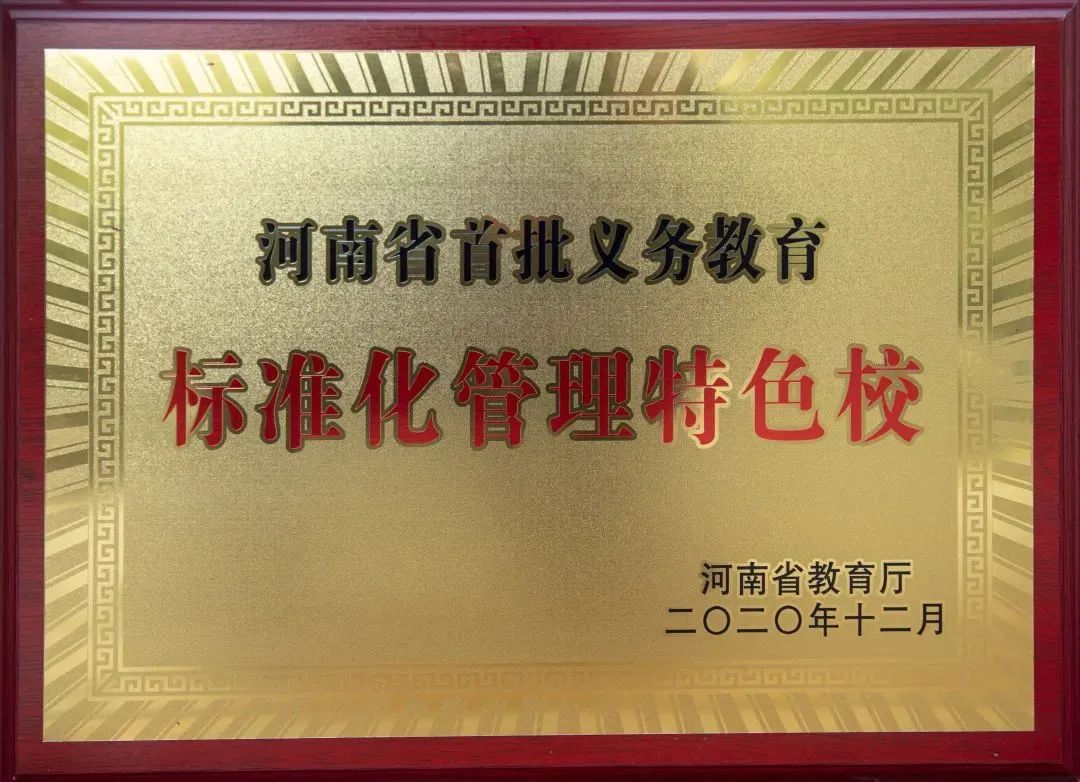 河南省首批义务教育
标准化管理特色校
河南省教育厅
二〇二〇年十二月